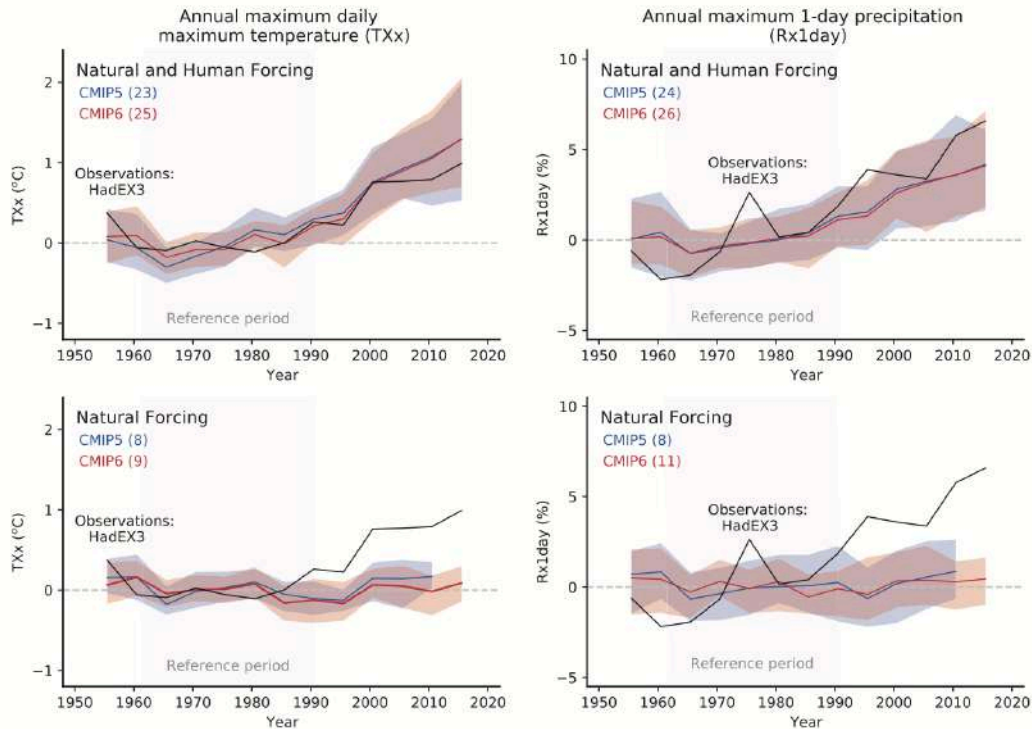 Annual maximum daily
maximum temperature (TXx)
Annual maximum 1-day precipitation
(Rx1day)
2
1
0
−1
TXx (°C)
Natural and Human Forcing
CMIP5 (23)
CMIP6 (25)
Observations:
HadEX3
Reference period
1950 1960 1970 1980 1990 2000 2010 2020
Year
10
5
0
−5
Rx1day (%)
Natural and Human Forcing
CMIP5 (24)
CMIP6 (26)
Observations:
HadEX3
Reference period
1950 1960 1970 1980 1990 2000 2010 2020
Year
2
1
0
−1
TXx (°C)
Natural Forcing
CMIP5 (8)
CMIP6 (9)
Observations:
HadEX3
Reference period
1950 1960 1970 1980 1990 2000 2010 2020
Year
10
5
0
−5
Rx1day (%)
Natural Forcing
CMIP5 (8)
CMIP6 (11)
Observations:
HadEX3
Reference period
1950 1960 1970 1980 1990 2000 2010 2020
Year